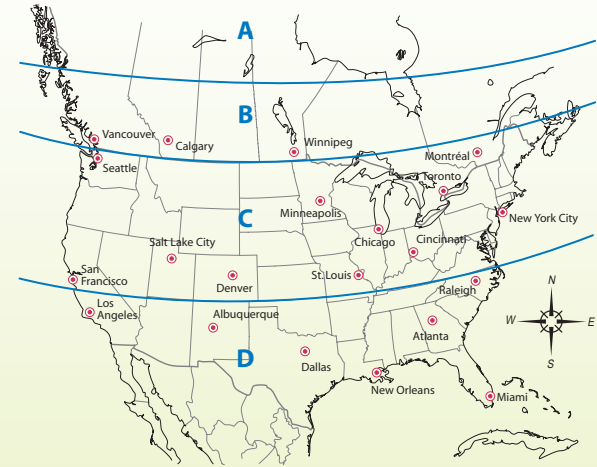 A
B
Vancouver
Calgary
Winnipeg
Seattle
Montréal
Toronto
Minneapolis
C
New York City
Salt Lake City
Chicago
Cincinnati
San
Francisco
Denver
St Louis
Raleigh
N
Los
Angeles
Albuquerque
W
E
Atlanta
S
D
Dallas
New Orleans
Miami